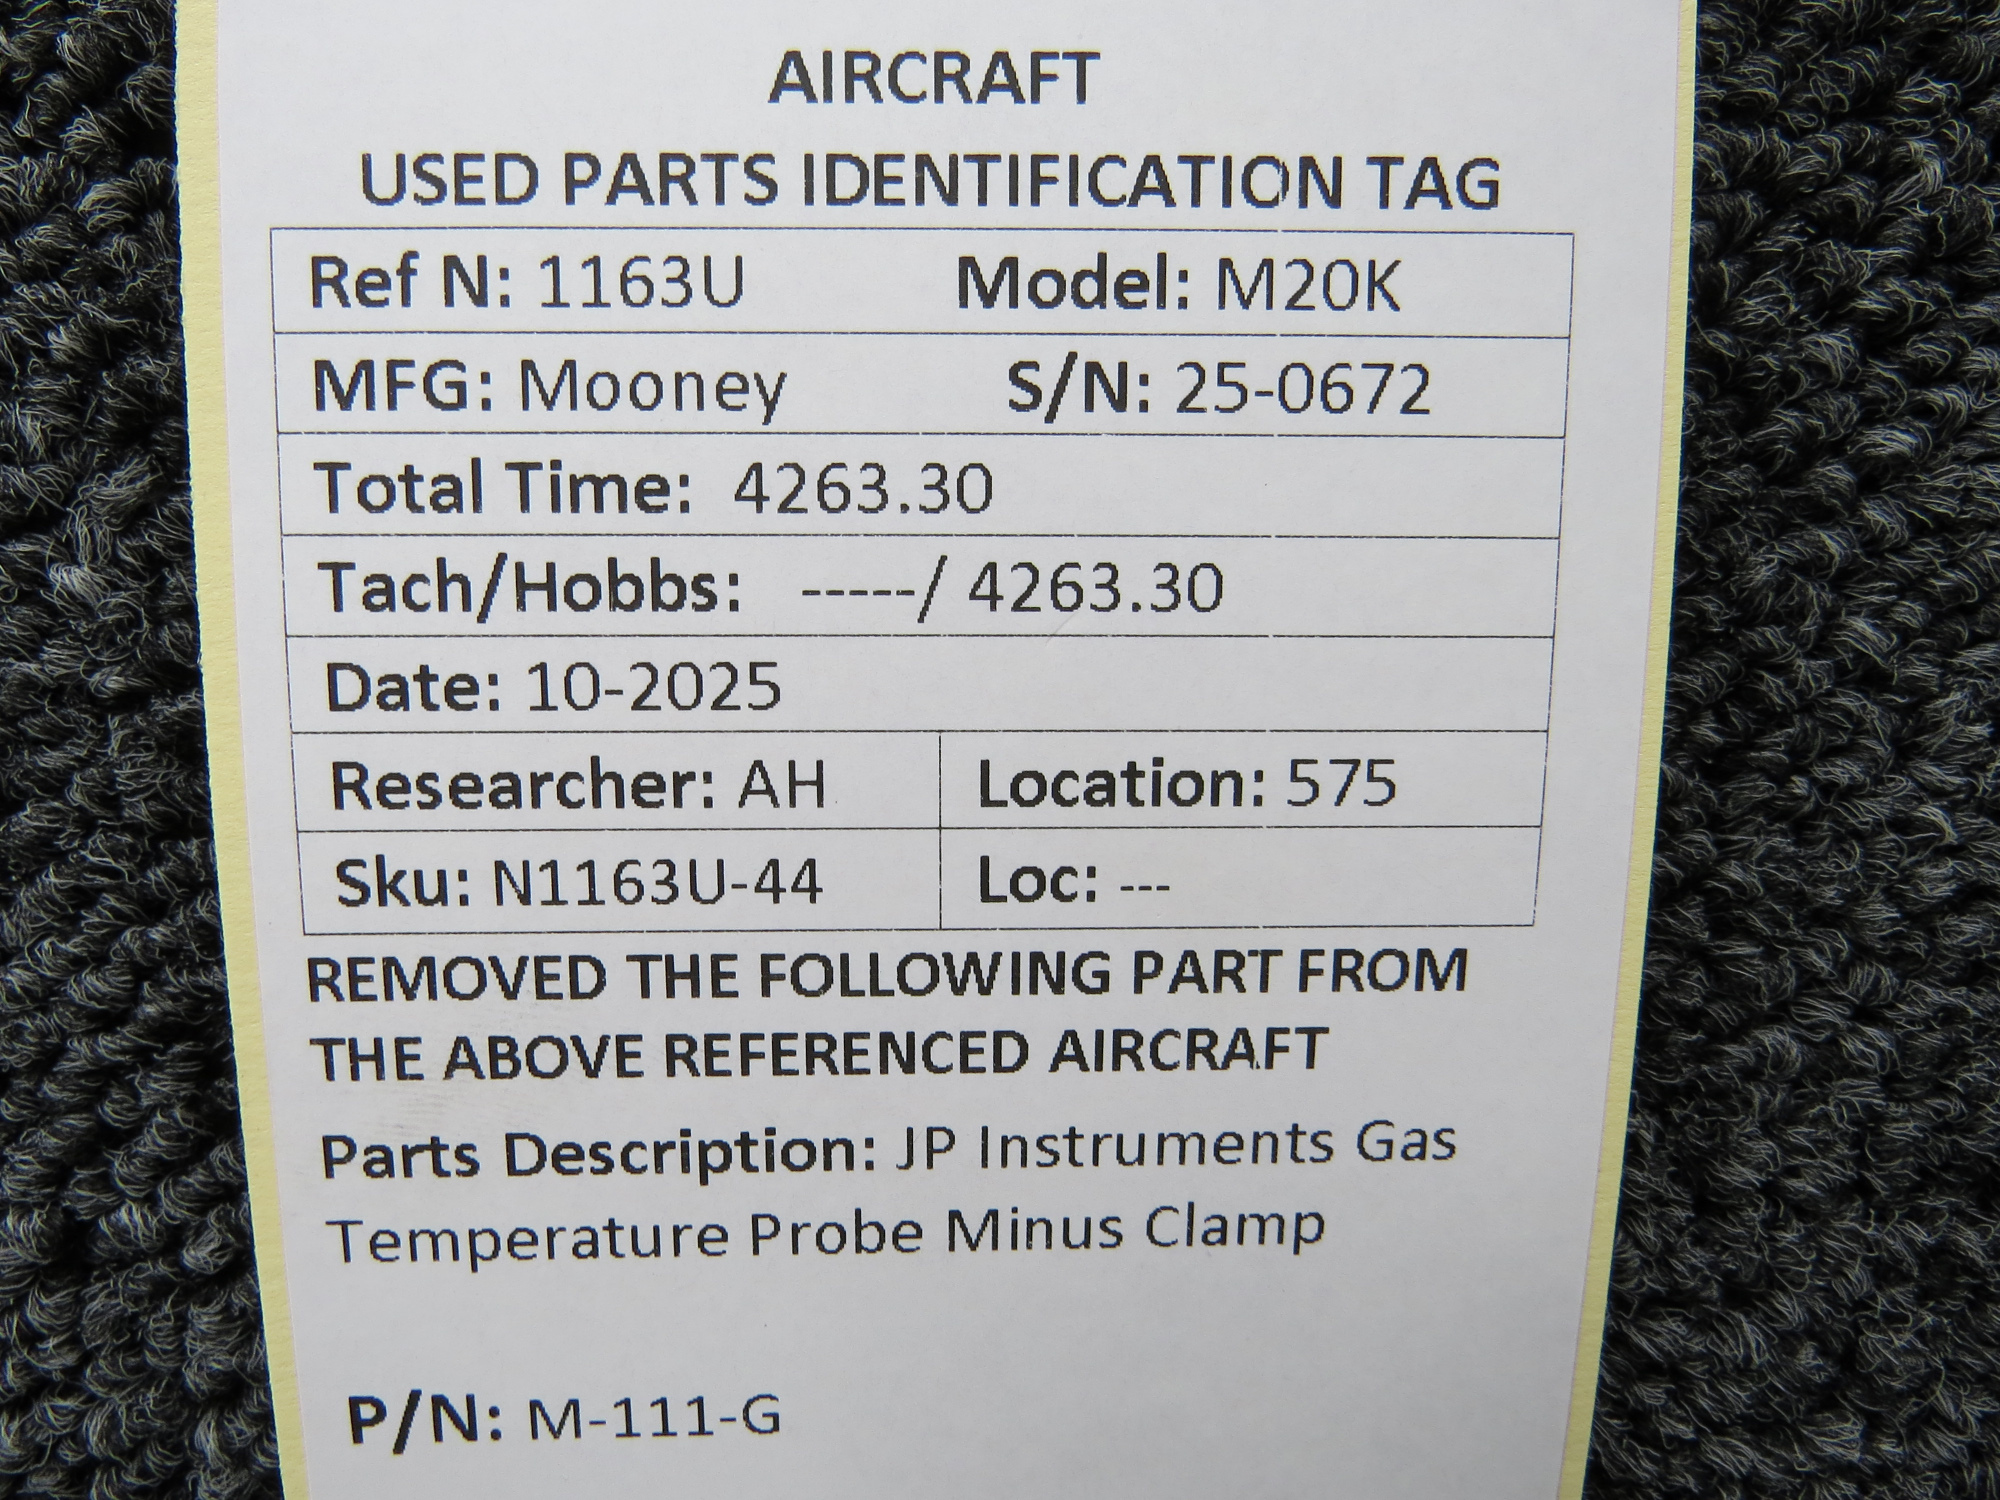 AIRCRAFT
USED PARTS IDENTIFICATION TAG
Ref N: 1163U Model: M20K
MFG: Mooney S/N: 25-0672
Total Time: 4263.30
Tach/Hobbs: -----/ 4263.30
Date: 10-2025
Researcher: AH Location: 575
Sku: N1163U-44 Loc: ---
REMOVED THE FOLLOWING PART FROM
THE ABOVE REFERENCED AIRCRAFT
Parts Description: JP Instruments Gas
Temperature Probe Minus Clamp
P/N: M-111-G